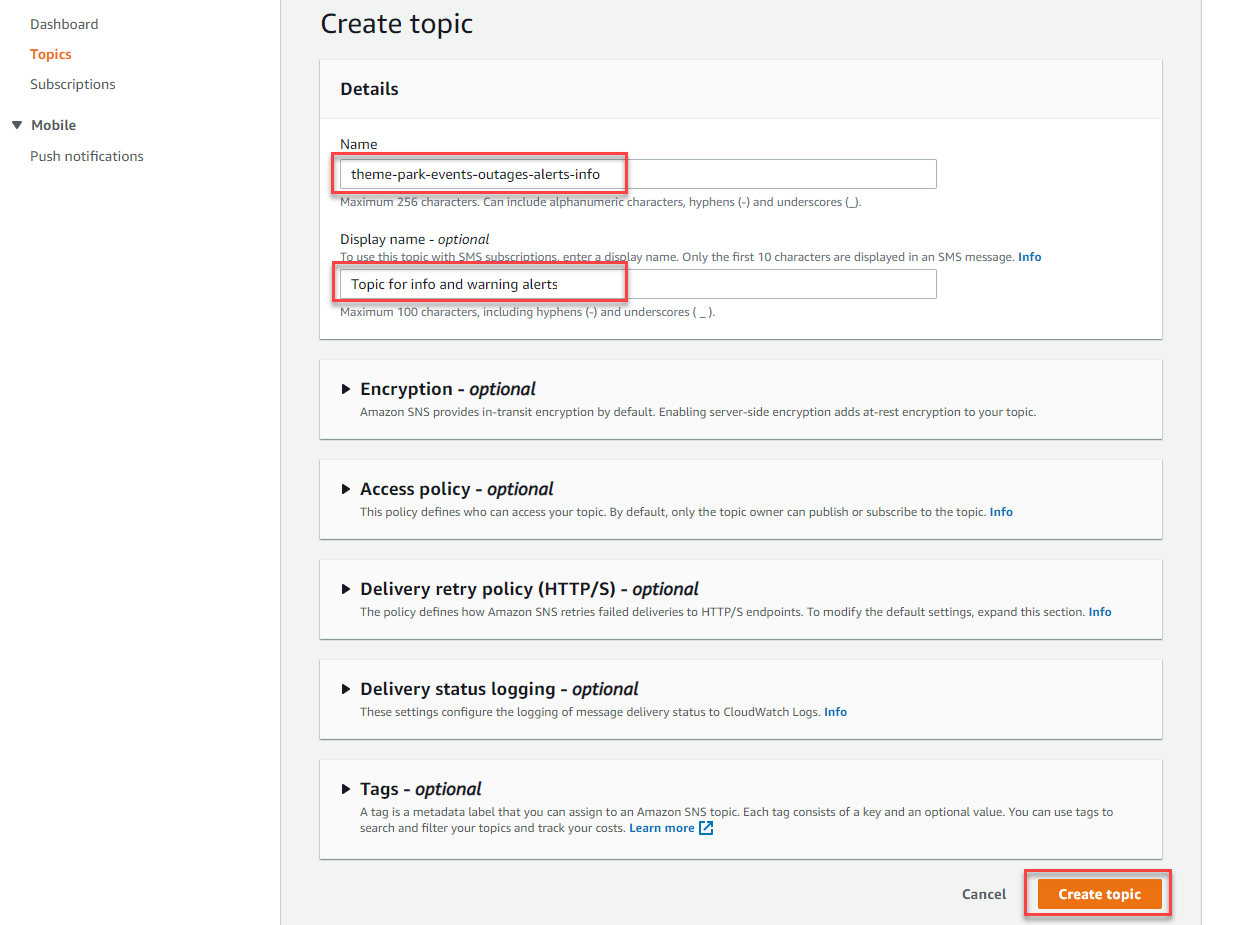 Dashboard
Topics
Subscriptions
Mobile
Push notifications
Create topic
Details
Name
theme-park-events-outages-alerts-info
Maximum 256 characters. Can include alphanumeric characters, hyphens (-) and underscores (_).
Display name - optional
To use this topic with SMS subscriptions, enter a display name. Only the first 10 characters are displayed in an SMS message. Info
Topic for info and warning alerts
Maximum 100 characters, including hyphens (-) and underscores ( _ ).
Encryption - optional
Amazon SNS provides in-transit encryption by default. Enabling server-side encryption adds at-rest encryption to your topic.
Access policy - optional
This policy defines who can access your topic. By default, only the topic owner can publish or subscribe to the topic. Info
Delivery retry policy (HTTP/S) - optional
The policy defines how Amazon SNS retries failed deliveries to HTTP/S endpoints. To modify the default settings, expand this section. Info
Delivery status logging - optional
These settings configure the logging of message delivery status to CloudWatch Logs. Info
Tags - optional
A tag is a metadata label that you can assign to an Amazon SNS topic. Each tag consists of a key and an optional value. You can use tags to
search and filter your topics and track your costs. Learn more
Cancel
Create topic